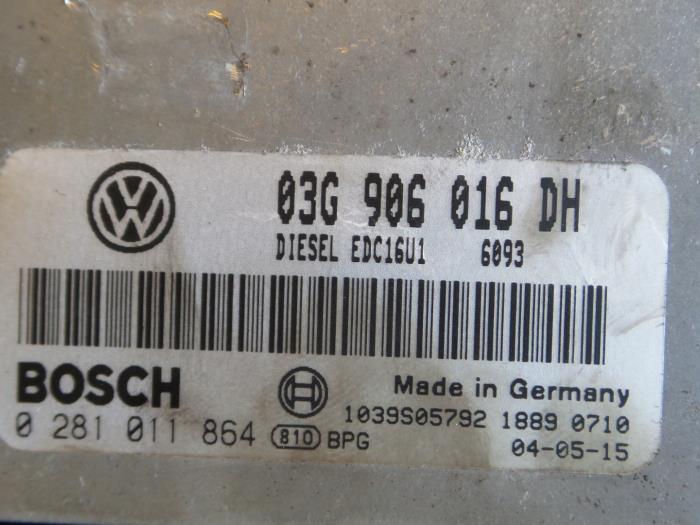 03G 906 016 DH
DIESEL EDC16U1 6093
BOSCH
Made in Germany
1039S05792 1889 0710
0 281 011 864 810 BPG
04-05-15